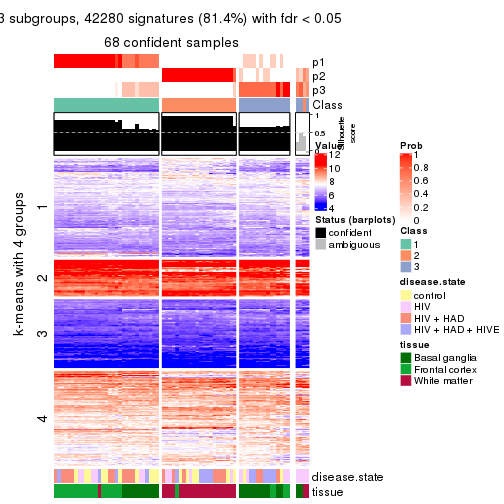 3 subgroups, 42280 signatures (81.4%) with fdr < 0.05
68 confident samples
p1
p2
p3
Class
1
0.5
0
Silhouette
score
k-means with 4 groups
1
2
3
4
Value
12
10
8
6
4
Status (barplots)
confident
ambiguous
Prob
1
0.8
0.6
0.4
0.2
0
Class
1
2
3
disease.state
control
HIV
HIV + HAD
HIV + HAD + HIVE
tissue
Basal ganglia
Frontal cortex
White matter
disease.state
tissue